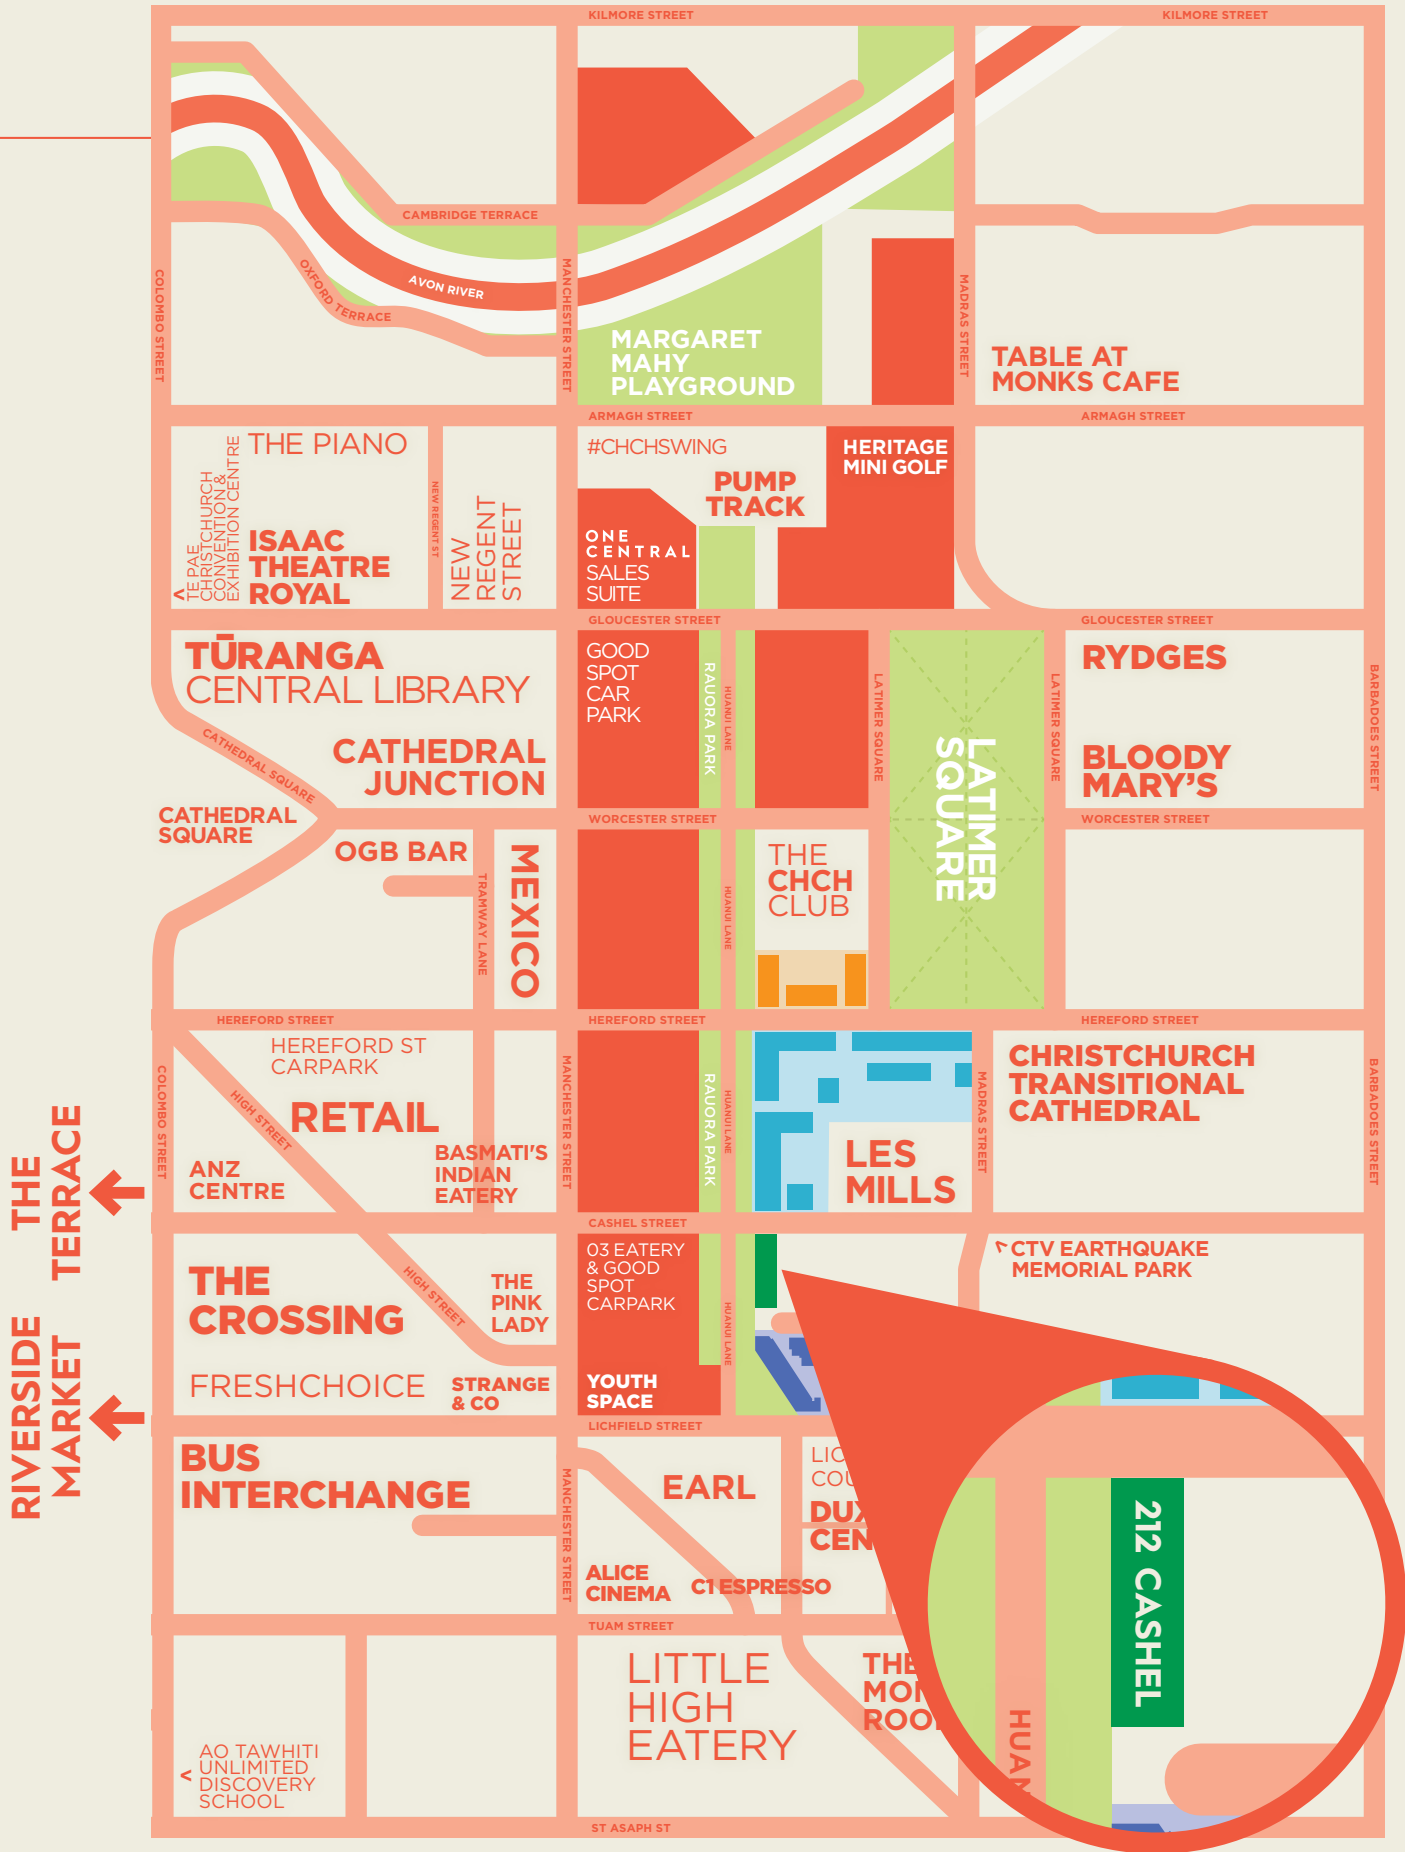 KILMORE STREET
KILMORE STREET
CAMBRIDGE TERRACE
COLOMBO STREET
OXFORD TERRACE
AVON RIVER
MANCHESTER STREET
MADRAS STREET
MARGARET
MAHY
PLAYGROUND
TABLE AT
MONKS CAFE
ARMAGH STREET
ARMAGH STREET
<
TE PAE
CHRISTCHURCH
CONVENTION &
EXHIBITION CENTRE
THE PIANO
ISAAC
THEATRE
ROYAL
NEW REGENT ST
NEW
REGENT
STREET
#CHCHSWING
PUMP
TRACK
HERITAGE
MINI GOLF
ONE
CENTRAL
SALES
SUITE
GLOUCESTER STREET
GLOUCESTER STREET
TŪRANGA
CENTRAL LIBRARY
CATHEDRAL SQUARE
CATHEDRAL
JUNCTION
GOOD
SPOT
CAR
PARK
RAUORA PARK
HUANUI LANE
LATIMER SQUARE
LATIMER
SQUARE
LATIMER SQUARE
RYDGES
BLOODY
MARY'S
BARBADOES STREET
CATHEDRAL
SQUARE
WORCESTER STREET
WORCESTER STREET
OGB BAR
TRAMWAY LANE
MEXICO
HUANUI LANE
THE
CHCH
CLUB
HEREFORD STREET
HEREFORD STREET
HEREFORD STREET
COLOMBO STREET
HIGH STREET
HEREFORD ST
CARPARK
RETAIL
BASMATI'S
INDIAN
EATERY
ANZ
CENTRE
MANCHESTER STREET
RAUORA PARK
HUANUI LANE
LES
MILLS
MADRAS STREET
CHRISTCHURCH
TRANSITIONAL
CATHEDRAL
BARBADOES STREET
THE
TERRACE
CASHEL STREET
THE
CROSSING
HIGH STREET
THE
PINK
LADY
FRESHCHOICE
STRANGE
& CO
03 EATERY
& GOOD
SPOT
CARPARK
YOUTH
SPACE
HUANUI LANE
< CTV EARTHQUAKE
MEMORIAL PARK
RIVERSIDE
MARKET
LICHFIELD STREET
BUS
INTERCHANGE
MANCHESTER STREET
EARL
ALICE
CINEMA
C1 ESPRESSO
DUX
212 CASHEL
TUAM STREET
LITTLE
HIGH
EATERY
THE
AO TAWHITI
< UNLIMITED
DISCOVERY
SCHOOL
ST ASAPH ST